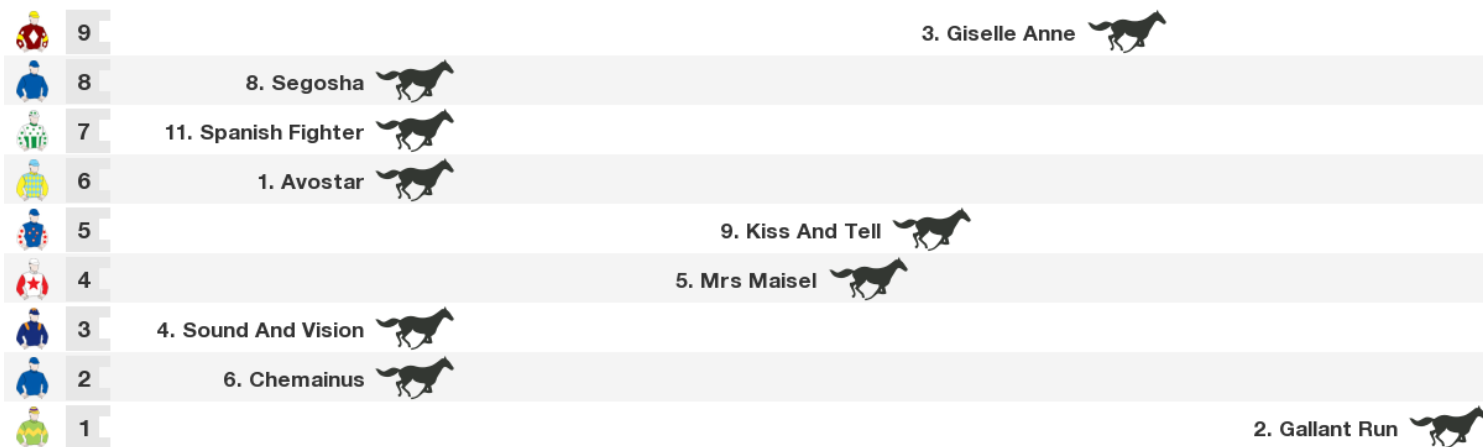 9 3. Giselle Anne
8 8. Segosha
7 11. Spanish Fighter
6 1. Avostar
5 9. Kiss And Tell
4 5. Mrs Maisel
3 4. Sound And Vision
2 6. Chemainus
1 2. Gallant Run